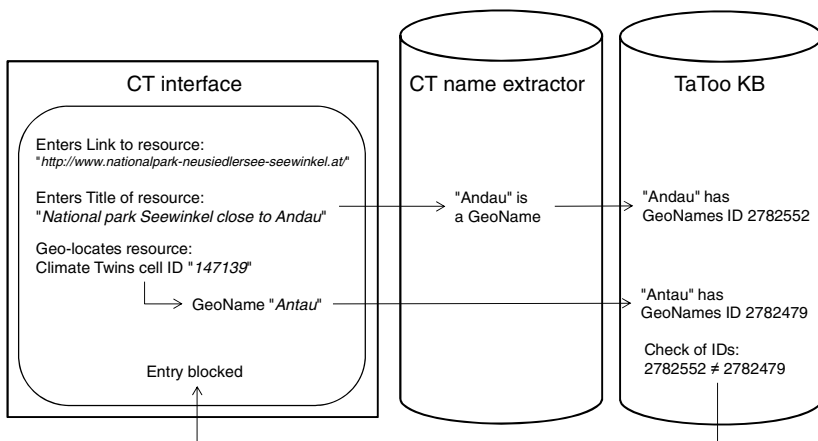 CT interface
Enters Link to resource:
"http://www.nationalpark-neusiedlersee-seewinkel.at/"
Enters Title of resource:
"National park Seewinkel close to Andau"
Geo-locates resource:
Climate Twins cell ID "147139"
GeoName "Antau"
Entry blocked
CT name extractor
"Andau" is
a GeoName
TaToo KB
"Andau" has
GeoNames ID 2782552
"Antau" has
GeoNames ID 2782479
Check of IDs:
2782552 ≠ 2782479